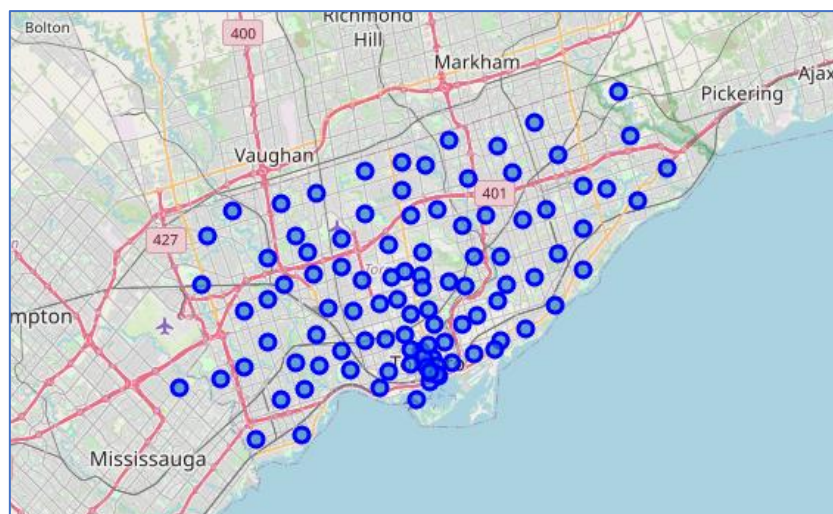 Bolton
Richmond
Hill
400
Markham
Ajax
Pickering
Vaughan
401
427
mpton
Mississauga